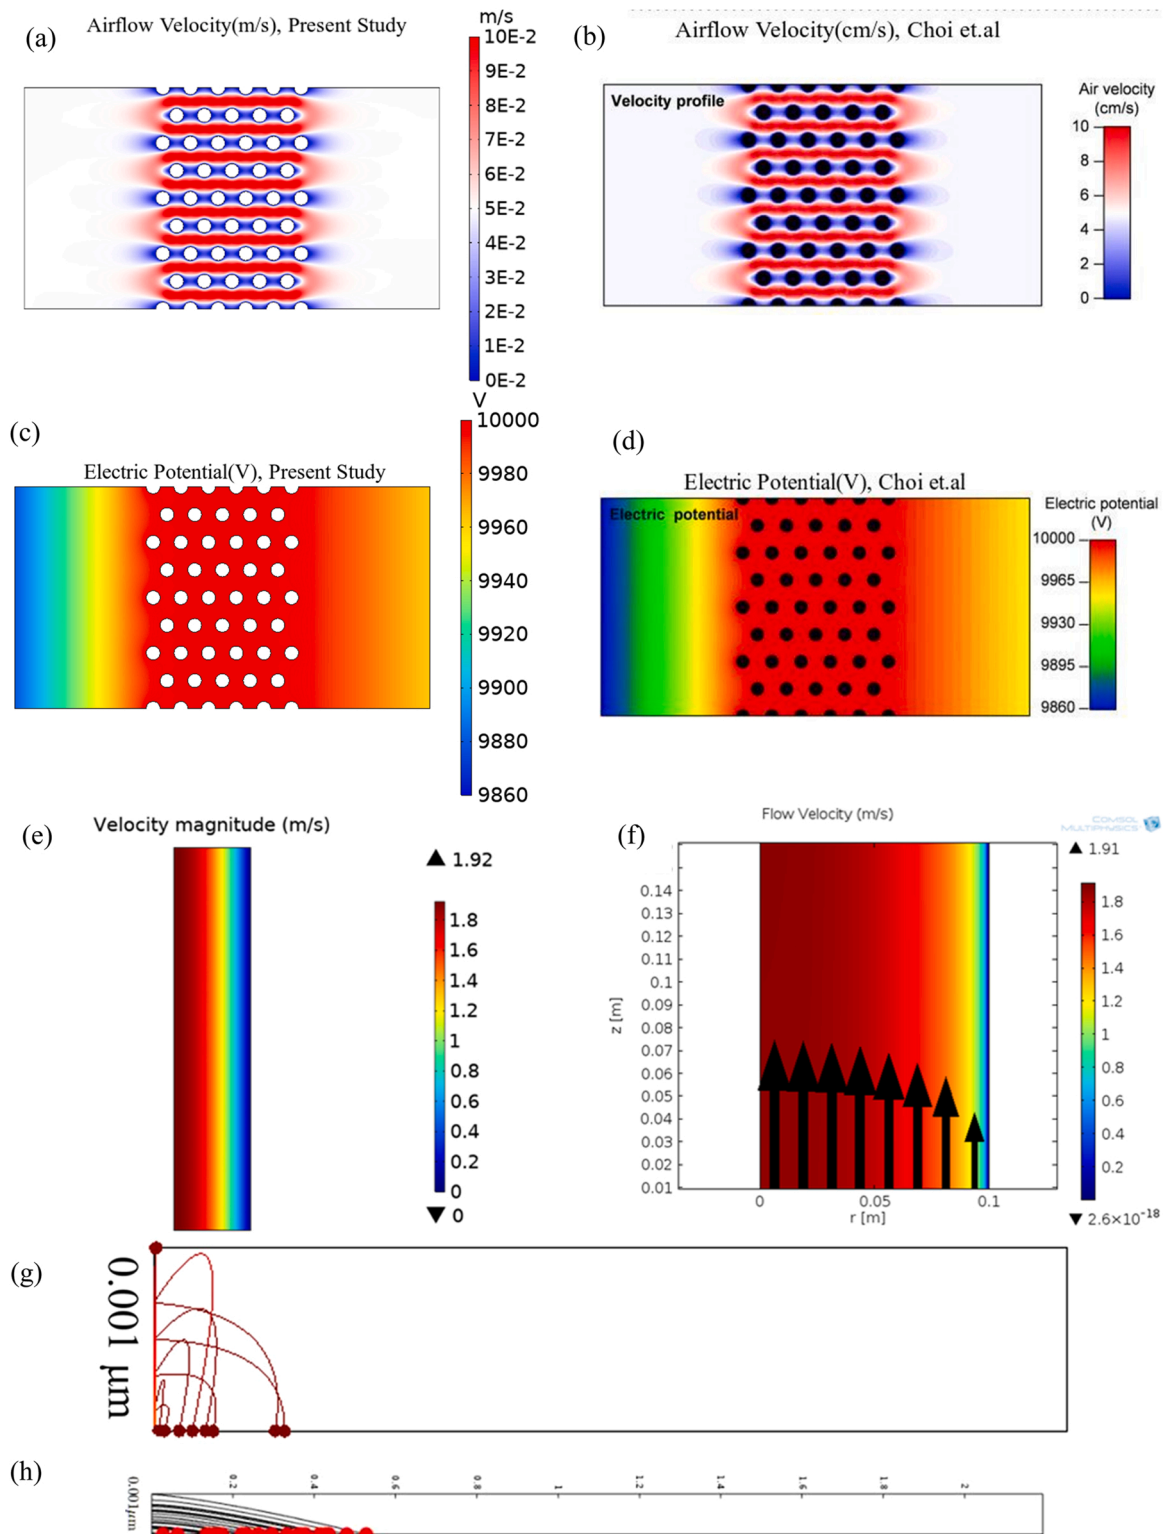 (a)
Airflow Velocity(m/s), Present Study
m/s
10E-2
9E-2
8E-2
7E-2
6E-2
5E-2
4E-2
3E-2
2E-2
1E-2
0E-2
(b)
Airflow Velocity(cm/s), Choi et.al
Velocity profile
Air velocity
(cm/s)
10
8
6
4
2
0
(c)
Electric Potential(V), Present Study
V
10000
9980
9960
9940
9920
9900
9880
9860
(d)
Electric Potential(V), Choi et.al
Electric potential
Electric potential
(V)
10000
9965
9930
9895
9860
(e)
Velocity magnitude (m/s)
▲ 1.92
1.8
1.6
1.4
1.2
1
0.8
0.6
0.4
0.2
0
▼ 0
(f)
Flow Velocity (m/s)
COMSOL
MULTIPHYSICS
▲ 1.91
1.8
1.6
1.4
1.2
1
0.8
0.6
0.4
0.2
▼ 2.6×10⁻¹⁸
z [m]
0.14
0.13
0.12
0.11
0.1
0.09
0.08
0.07
0.06
0.05
0.04
0.03
0.02
0.01
0 0.05 0.1
r [m]
(g)
0.001 μm
(h)
0.001μm
0.2 0.4 0.6 0.8 1 1.2 1.4 1.6 1.8 2